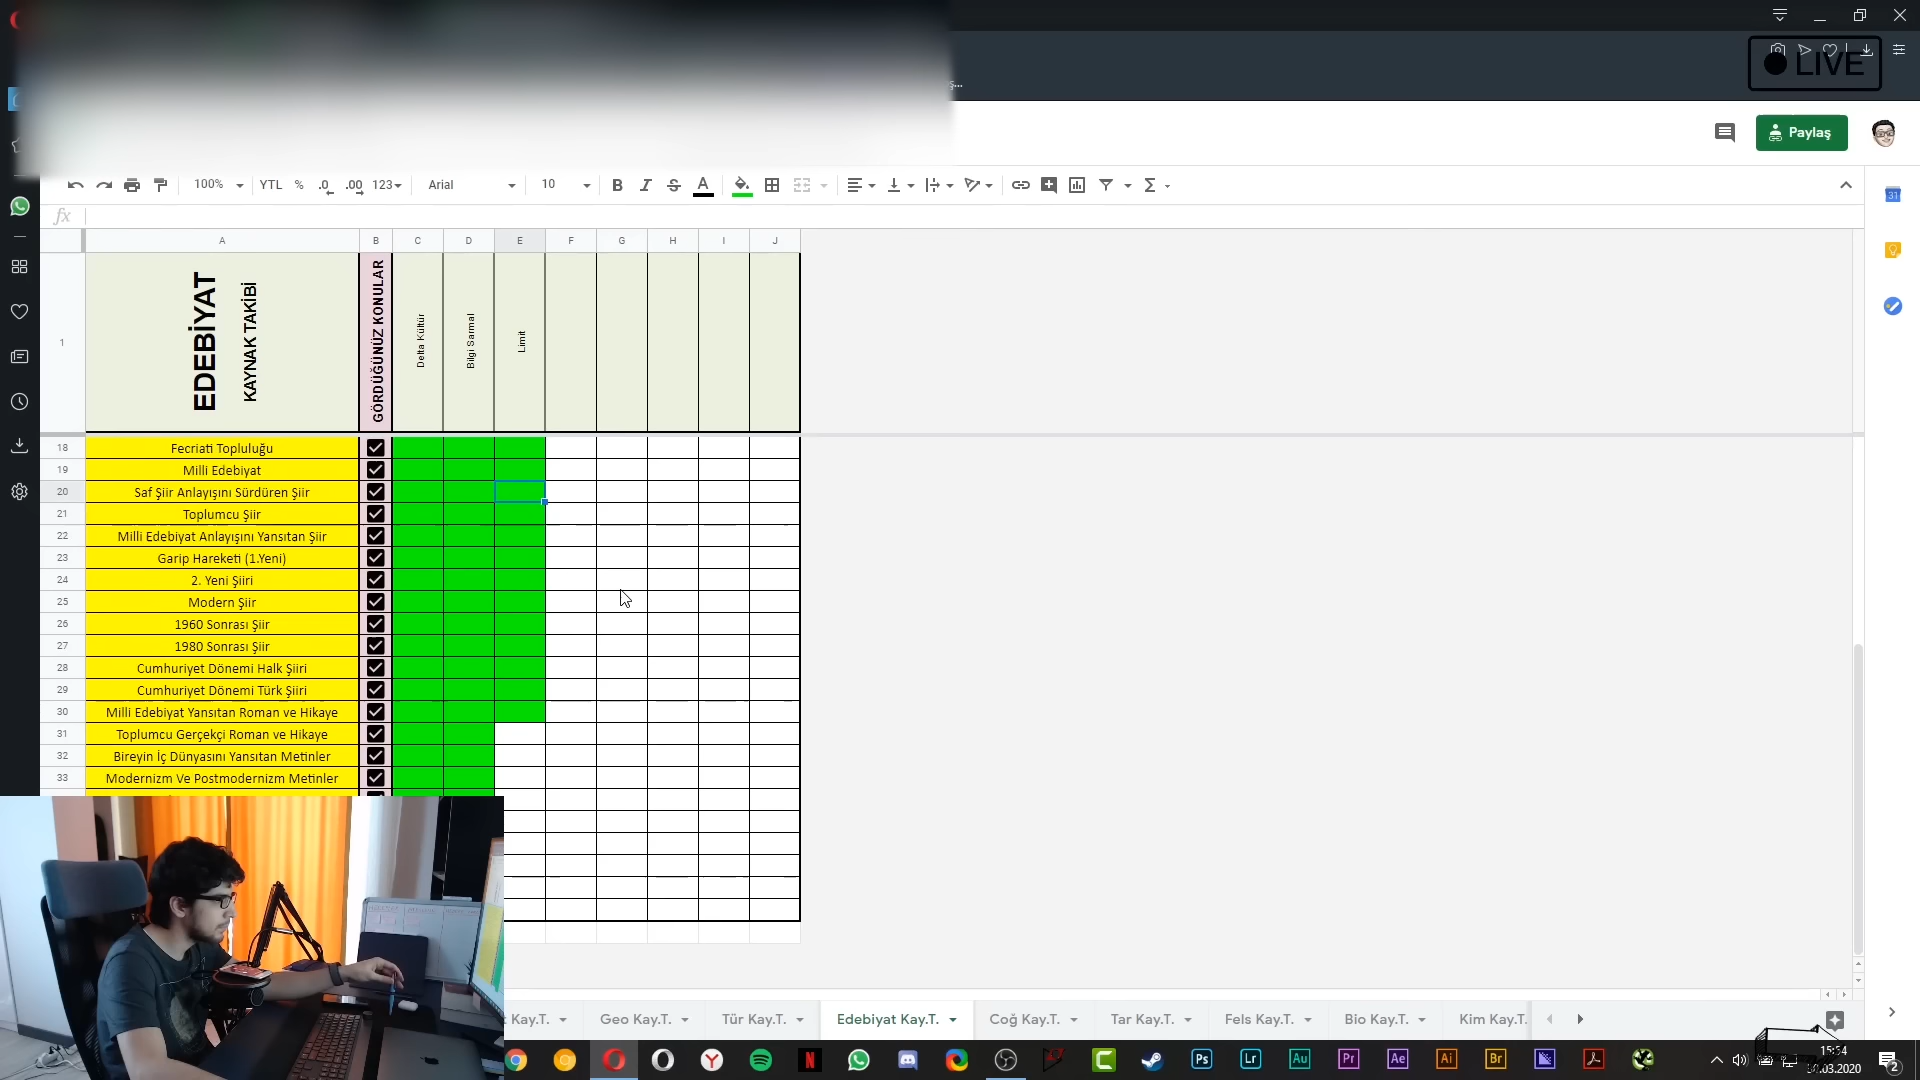 LIVE
Paylaş
100%
YTL % .0 .00 123
Arial
10
B I S A
fx
A B C D E F G H I J
1
EDEBİYAT
KAYNAK TAKİBİ
GÖRDÜĞÜNÜZ KONULAR
Delta Kültür
Bilgi Sarmal
Limit
18 Fecriati Topluluğu
19 Milli Edebiyat
20 Saf Şiir Anlayışını Sürdüren Şiir
21 Toplumcu Şiir
22 Milli Edebiyat Anlayışını Yansıtan Şiir
23 Garip Hareketi (1.Yeni)
24 2. Yeni Şiiri
25 Modern Şiir
26 1960 Sonrası Şiir
27 1980 Sonrası Şiir
28 Cumhuriyet Dönemi Halk Şiiri
29 Cumhuriyet Dönemi Türk Şiiri
30 Milli Edebiyat Yansıtan Roman ve Hikaye
31 Toplumcu Gerçekçi Roman ve Hikaye
32 Bireyin İç Dünyasını Yansıtan Metinler
33 Modernizm Ve Postmodernizm Metinler
Kay.T. Geo Kay.T. Tür Kay.T. Edebiyat Kay.T. Coğ Kay.T. Tar Kay.T. Fels Kay.T. Bio Kay.T. Kim Kay.T.
Ps Lr Au Pr Ae Ai Br
15:54
.03.2020
2
31